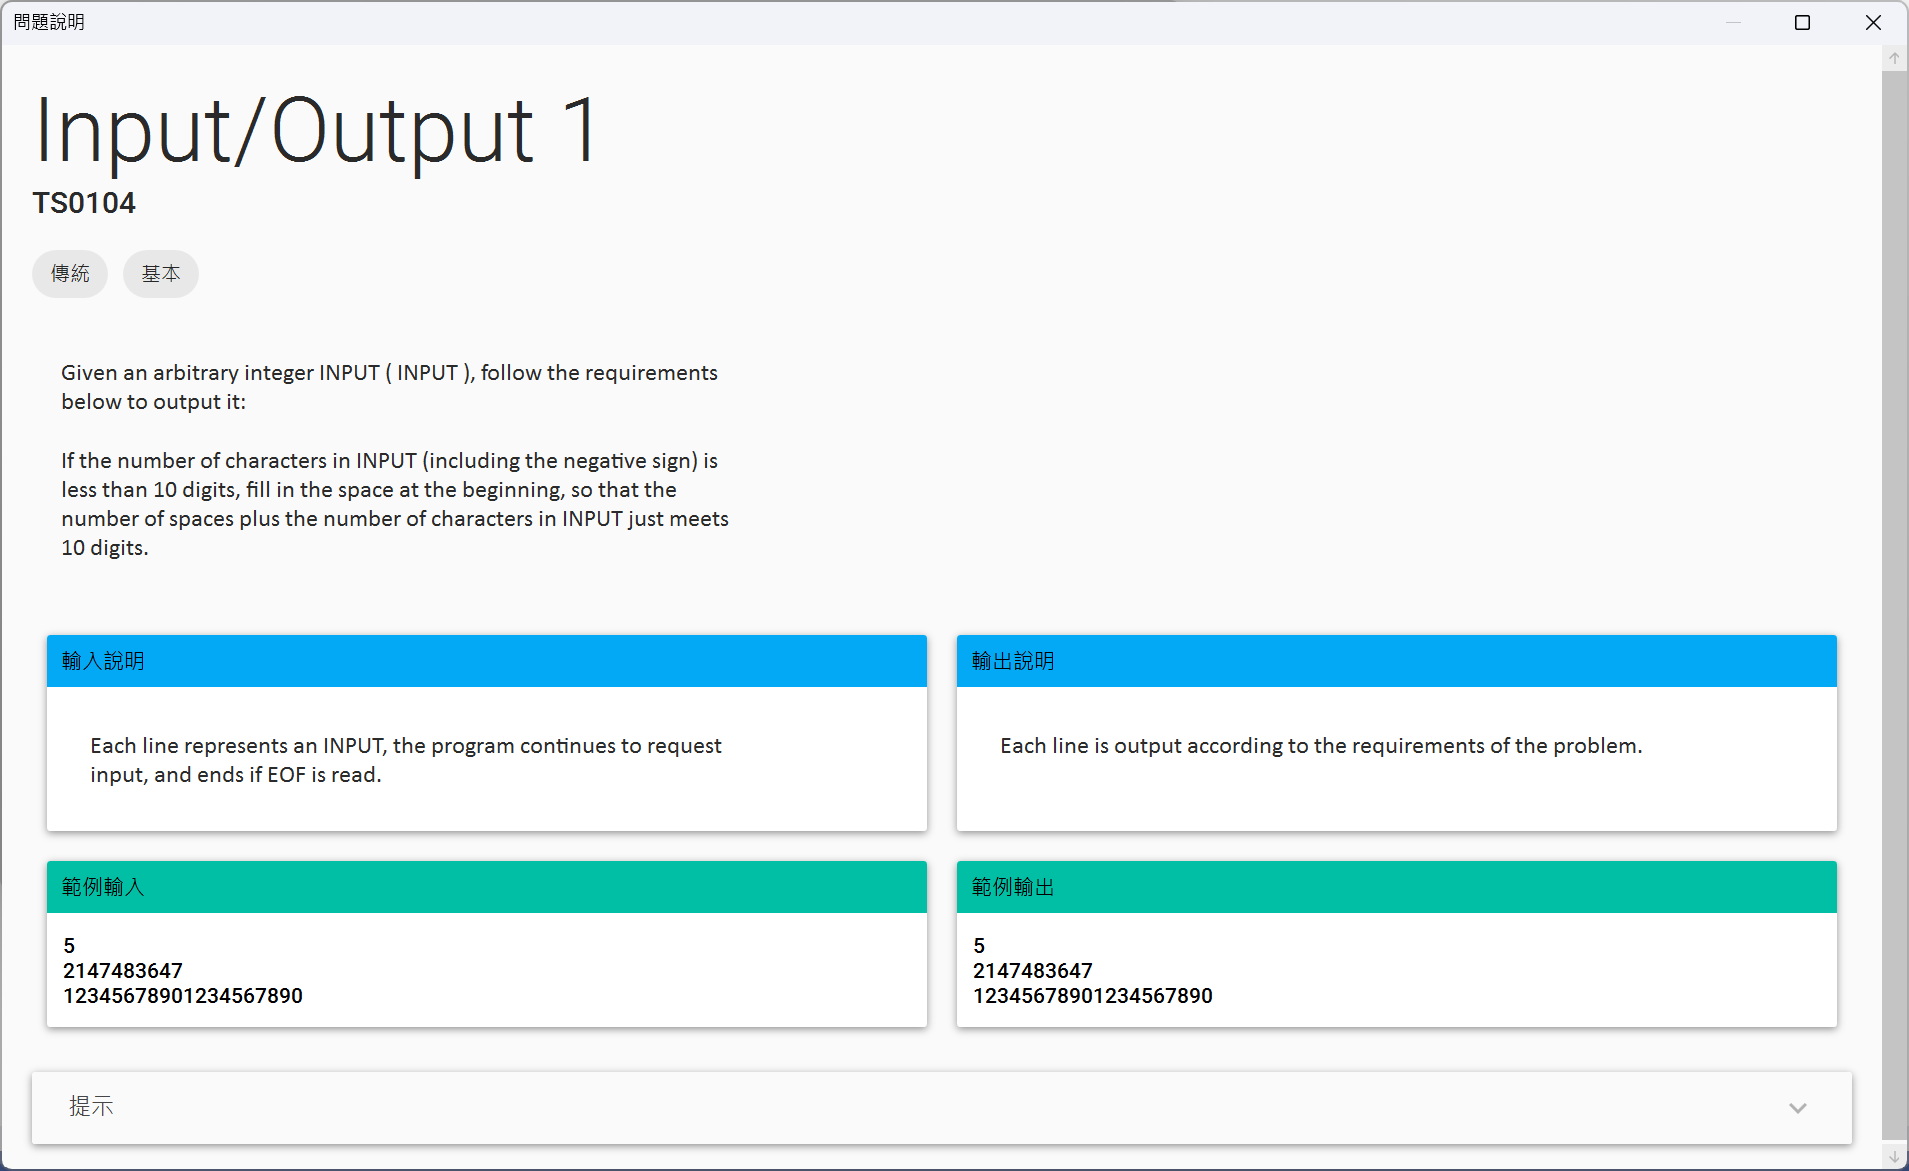 問題說明
Input/Output 1
TS0104
傳統 基本
Given an arbitrary integer INPUT ( INPUT ), follow the requirements
below to output it:
If the number of characters in INPUT (including the negative sign) is
less than 10 digits, fill in the space at the beginning, so that the
number of spaces plus the number of characters in INPUT just meets
10 digits.
輸入說明
Each line represents an INPUT, the program continues to request
input, and ends if EOF is read.
輸出說明
Each line is output according to the requirements of the problem.
範例輸入
5
2147483647
12345678901234567890
範例輸出
5
2147483647
12345678901234567890
提示